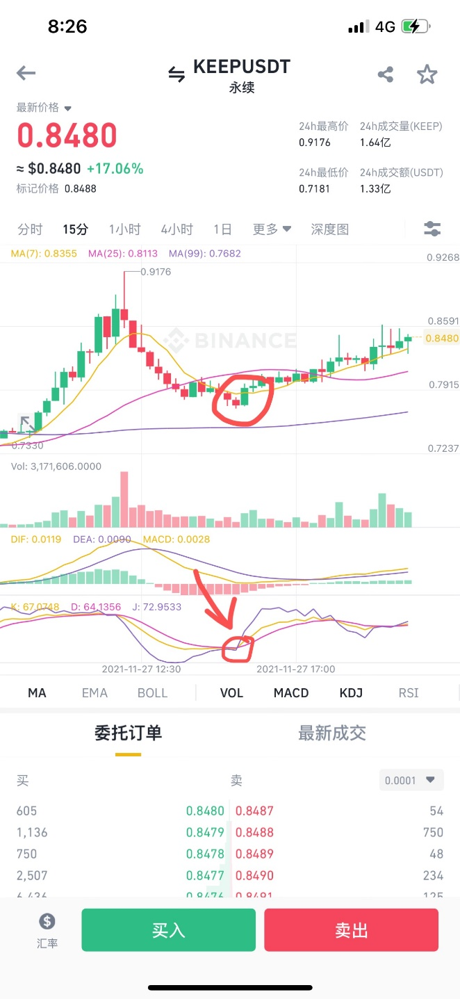 8:26
4G
KEEPUSDT
永续
最新价格
0.8480
≈ $0.8480 +17.06%
标记价格 0.8488
24h最高价
0.9176
24h成交量(KEEP)
1.64亿
24h最低价
0.7181
24h成交额(USDT)
1.33亿
分时 15分 1小时 4小时 1日 更多 深度图
MA(7): 0.8355 MA(25): 0.8113 MA(99): 0.7682
0.9268
0.9176
0.8591
BINANCE
0.8480
0.7915
0.7330
0.7237
Vol: 3,171,606.0000
DIF: 0.0119 DEA: 0.0090 MACD: 0.0028
K: 67.0748 D: 64.1356 J: 72.9533
2021-11-27 12:30 2021-11-27 17:00
MA EMA BOLL VOL MACD KDJ RSI
委托订单 最新成交
买 卖 0.0001
605 0.8480 0.8487 54
1,136 0.8479 0.8488 750
750 0.8478 0.8489 48
2,507 0.8477 0.8490 234
6,436 0.8476 0.8491 125
汇率
买入
卖出